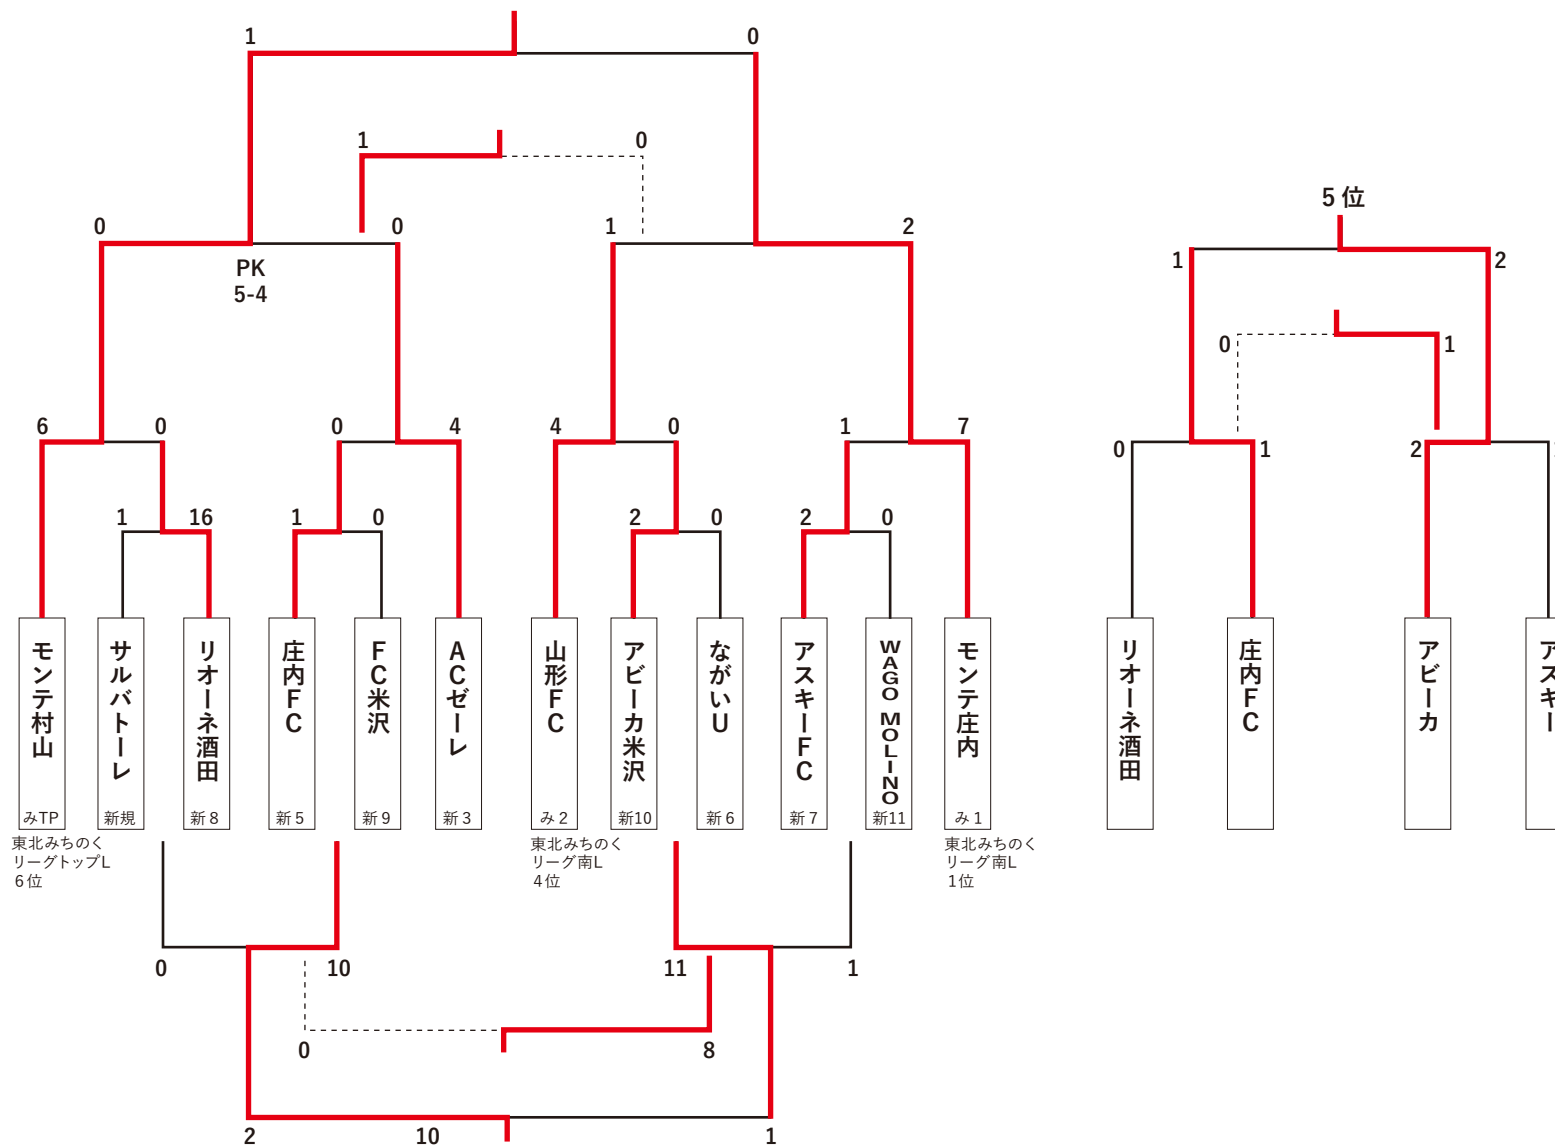 1 0
1 0
0 0 1 2
5位
PK
5-4
1 2
0 1
6 0 0 4 4 0 1 7
0 1 2
1 16 1 0 2 0 2 0
モンテ村山
みTP
サルバトーレ
新規
リオーネ酒田
新8
庄内FC
新5
FC米沢
新9
ACゼーレ
新3
山形FC
み2
アビーカ米沢
新10
ながいU
新6
アスキーFC
新7
WAGO MOLINO
新11
モンテ庄内
み1
リオーネ酒田
庄内FC
アビーカ
アスキー
東北みちのく
リーグトップL
6位
東北みちのく
リーグ南L
4位
東北みちのく
リーグ南L
1位
0 10 11 1
0 8
2 10 1